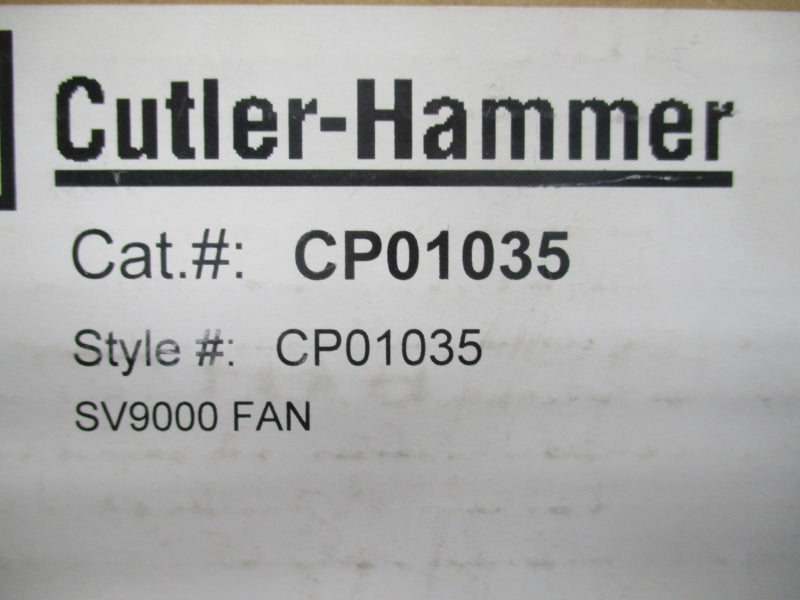 Cutler-Hammer
Cat.#: CP01035
Style #: CP01035
SV9000 FAN